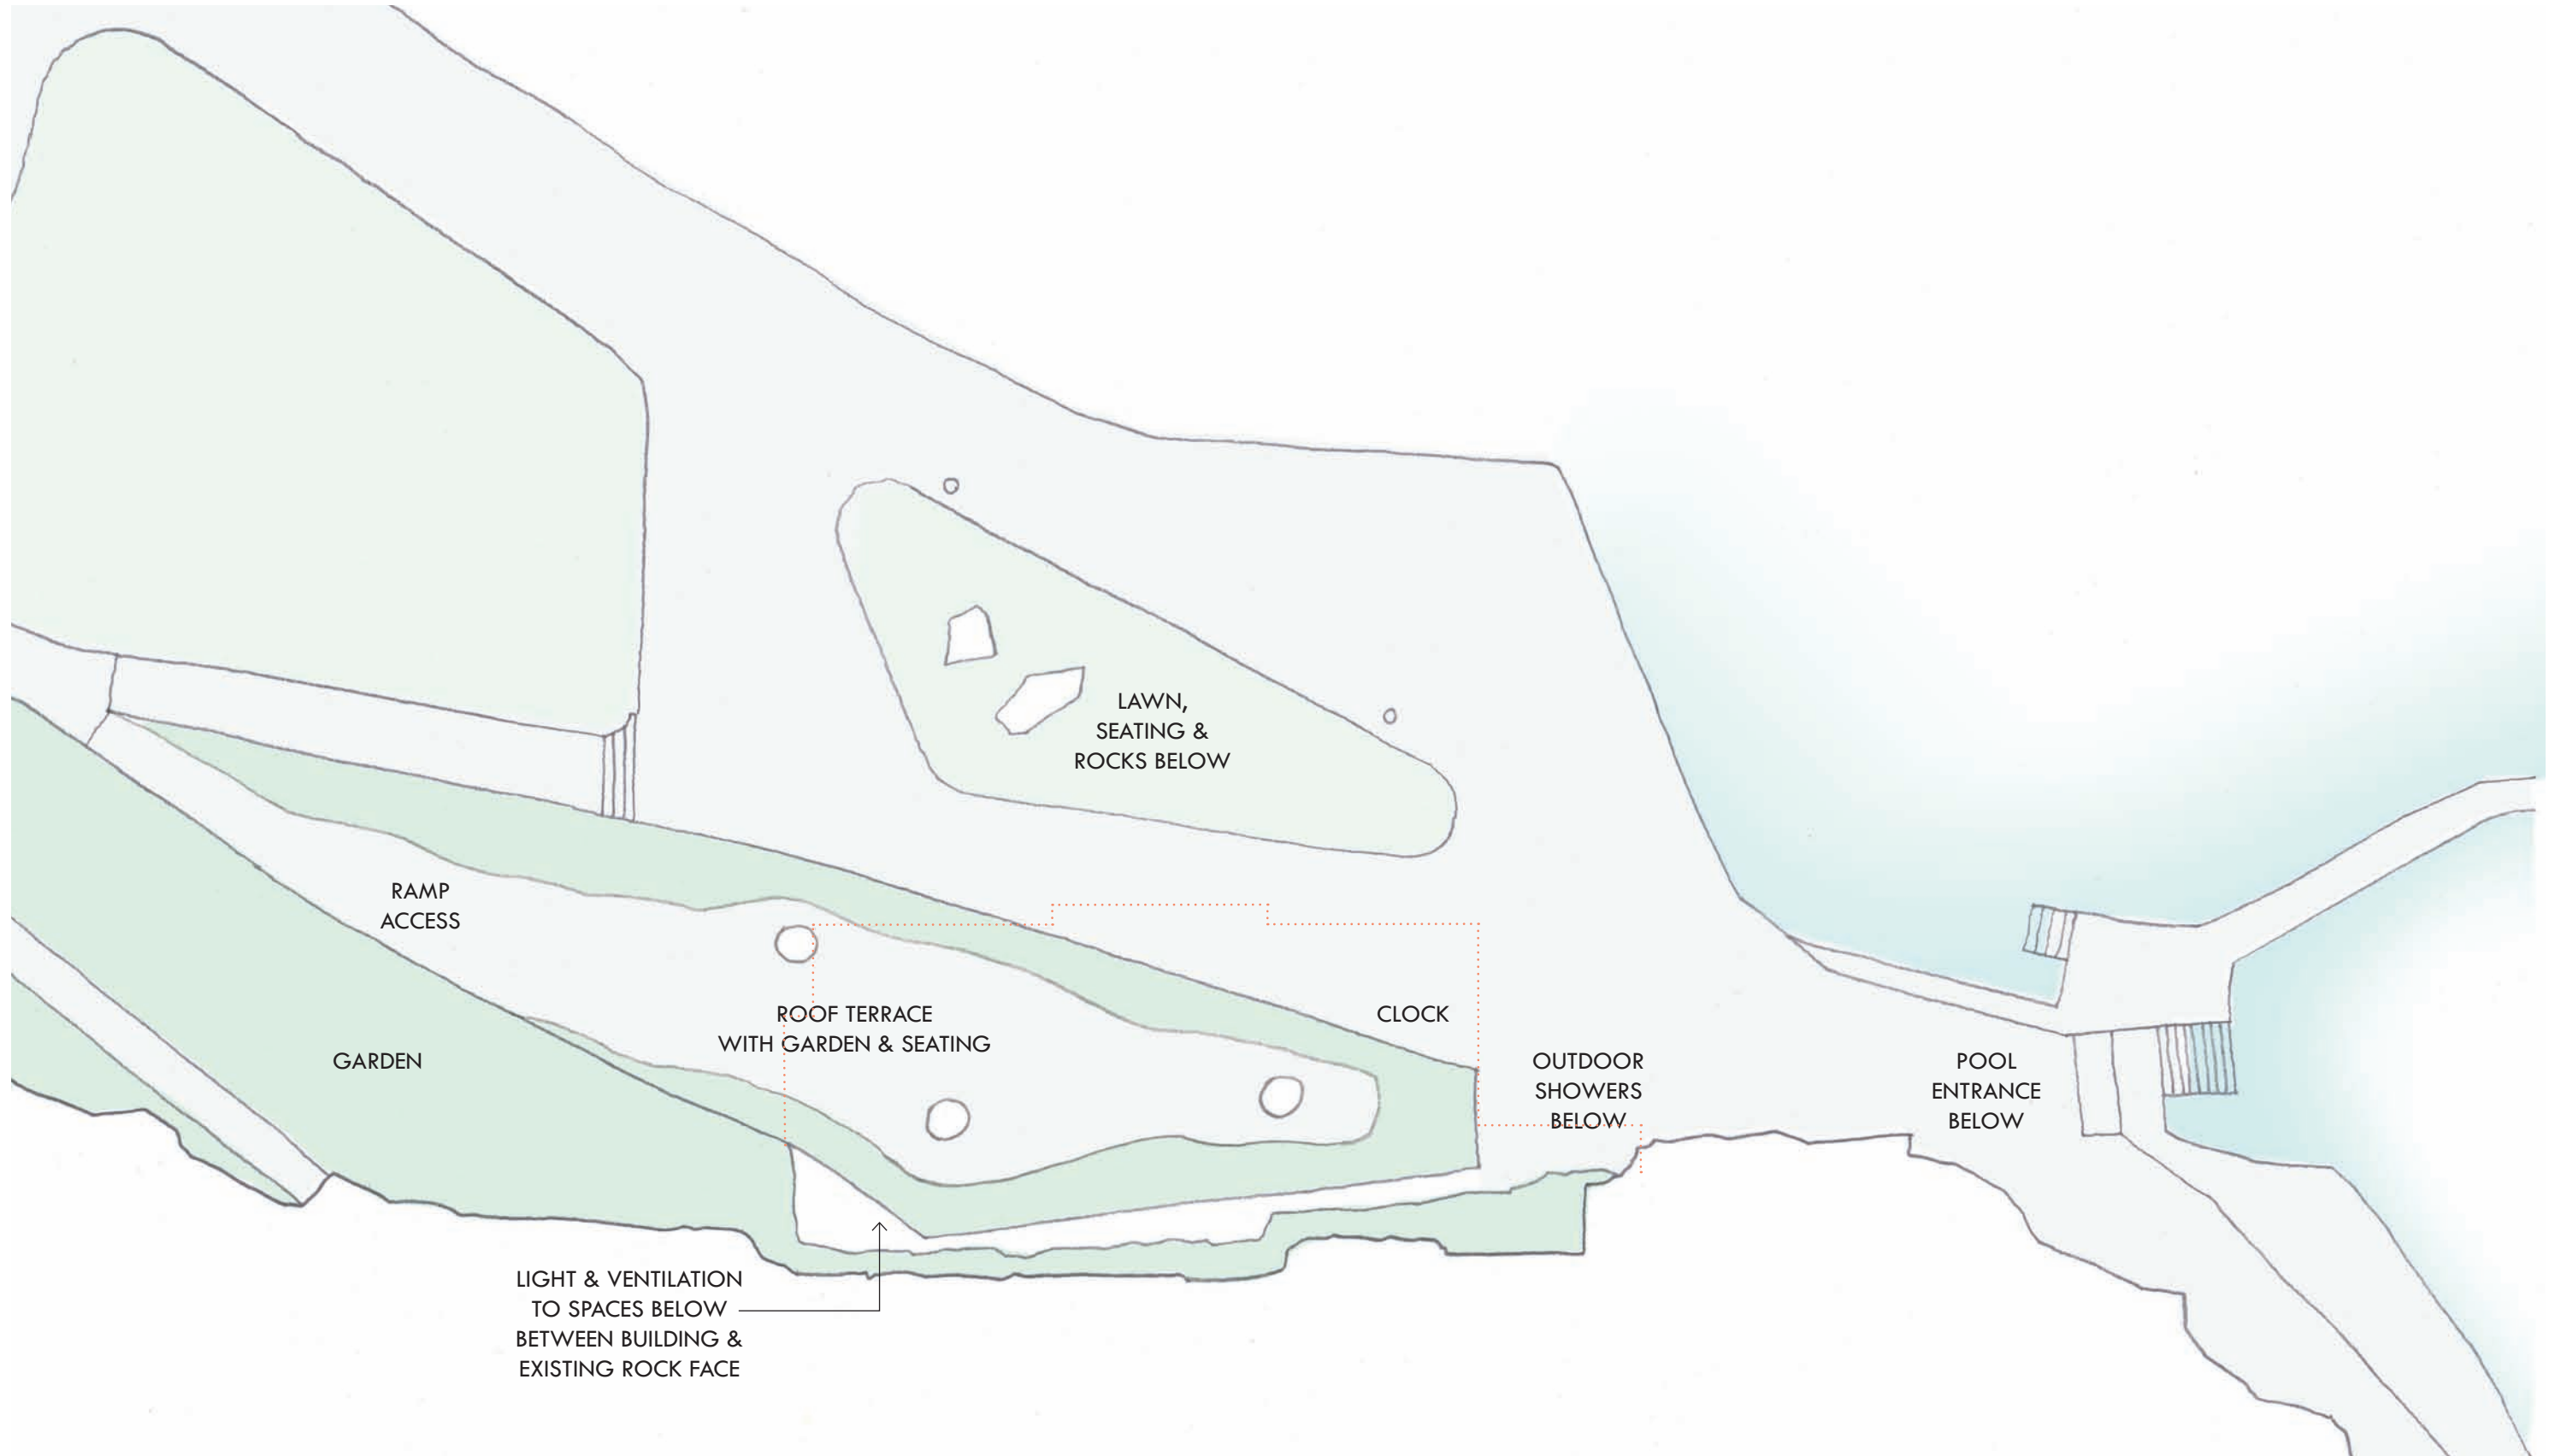 LAWN,
SEATING &
ROCKS BELOW
RAMP
ACCESS
ROOF TERRACE
WITH GARDEN & SEATING
CLOCK
GARDEN
OUTDOOR
SHOWERS
BELOW
POOL
ENTRANCE
BELOW
LIGHT & VENTILATION
TO SPACES BELOW
BETWEEN BUILDING &
EXISTING ROCK FACE